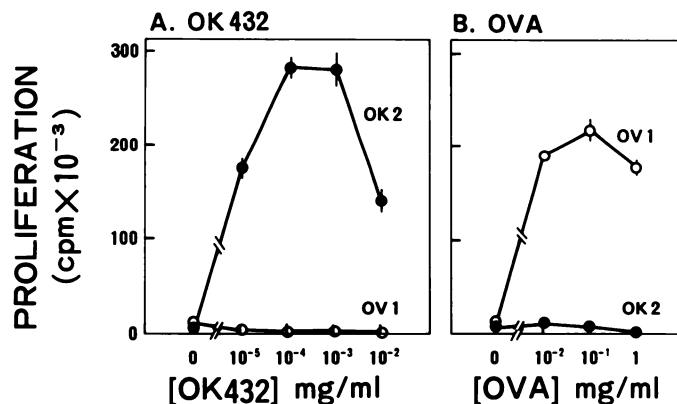 A. OK432
B. OVA
PROLIFERATION
(cpm×10⁻³)
300
200
100
0
OK 2
OV 1
OV 1
OK 2
0 10⁻⁵ 10⁻⁴ 10⁻³ 10⁻²
0 10⁻² 10⁻¹ 1
[OK432] mg/ml
[OVA] mg/ml